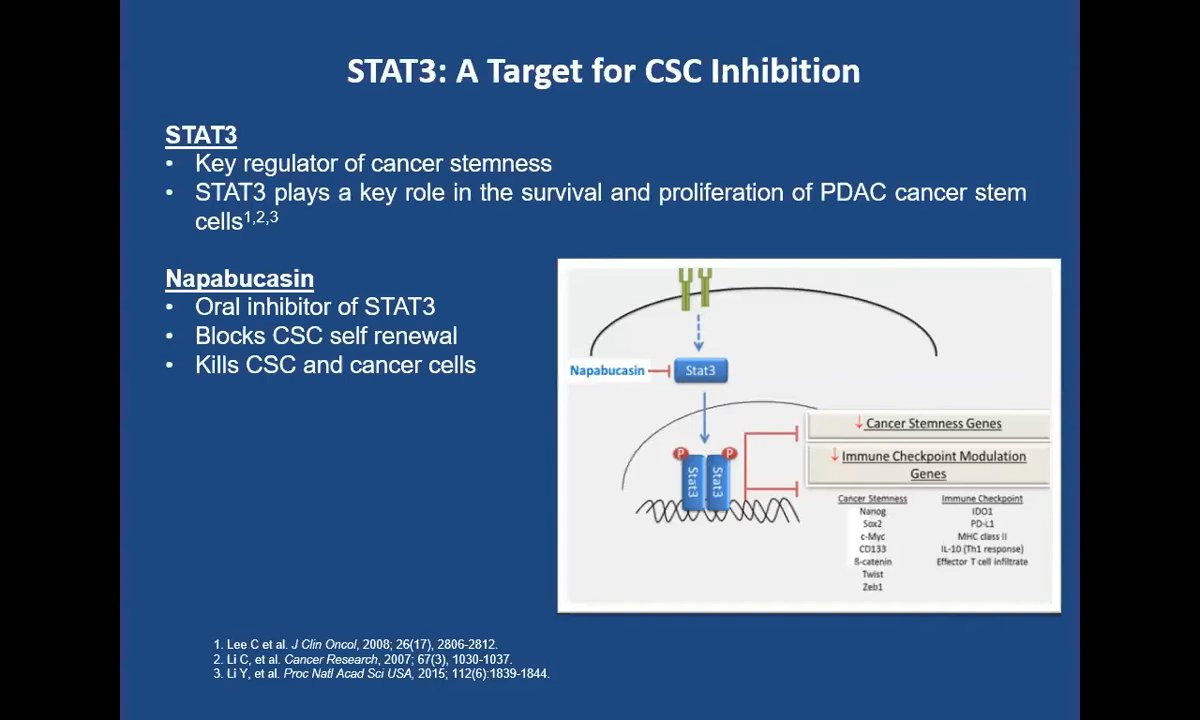 STAT3: A Target for CSC Inhibition
STAT3
• Key regulator of cancer stemness
• STAT3 plays a key role in the survival and proliferation of PDAC cancer stem
cells1,2,3
Napabucasin
• Oral inhibitor of STAT3
• Blocks CSC self renewal
• Kills CSC and cancer cells
Napabucasin
Stat3
P P
Stat3 Stat3
↓ Cancer Stemness Genes
↓ Immune Checkpoint Modulation
Genes
Cancer Stemness
Nanog
Sox2
c-Myc
CD133
ß-catenin
Twist
Zeb1
Immune Checkpoint
IDO1
PD-L1
MHC class II
IL-10 (Th1 response)
Effector T cell infiltrate
1. Lee C et al. J Clin Oncol, 2008; 26(17), 2806-2812.
2. Li C, et al. Cancer Research, 2007; 67(3), 1030-1037.
3. Li Y, et al. Proc Natl Acad Sci USA, 2015; 112(6):1839-1844.